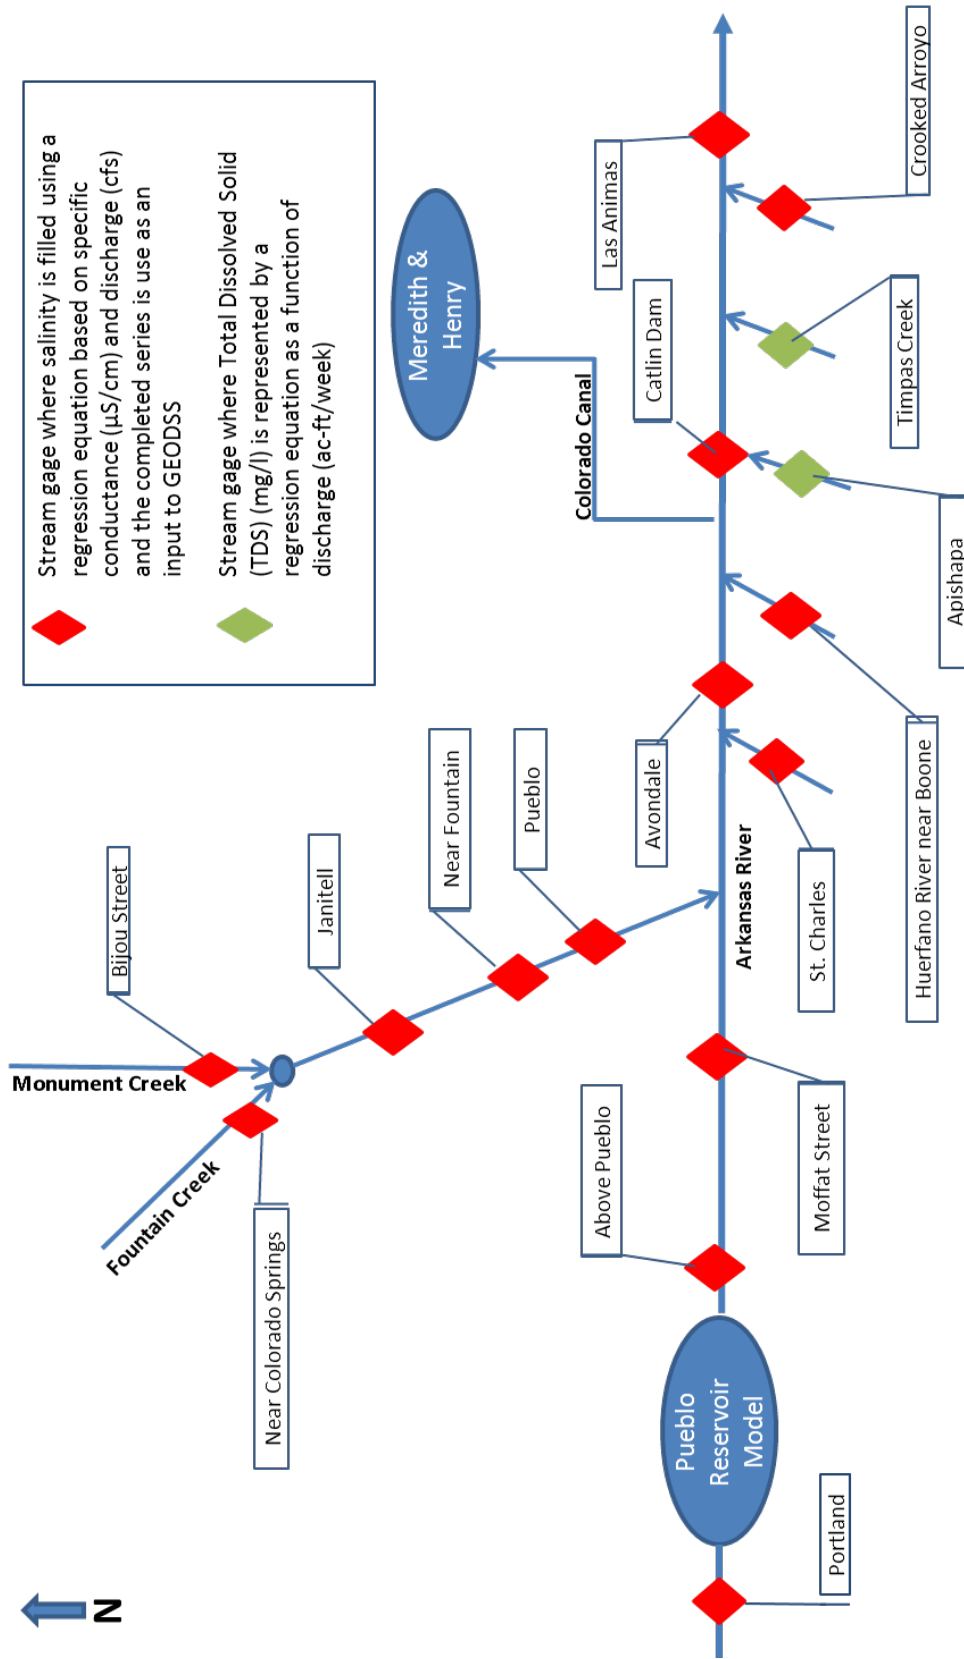 Stream gage where salinity is filled using a
regression equation based on specific
conductance (µS/cm) and discharge (cfs)
and the completed series is use as an
input to GEODSS
Stream gage where Total Dissolved Solid
(TDS) (mg/l) is represented by a
regression equation as a function of
discharge (ac-ft/week)
N
Monument Creek
Bijou Street
Fountain Creek
Near Colorado Springs
Janitell
Near Fountain
Pueblo
Meredith &
Henry
Colorado Canal
Portland
Pueblo
Reservoir
Model
Above Pueblo
Moffat Street
Arkansas River
St. Charles
Avondale
Huerfano River near Boone
Catlin Dam
Apishapa
Timpas Creek
Las Animas
Crooked Arroyo